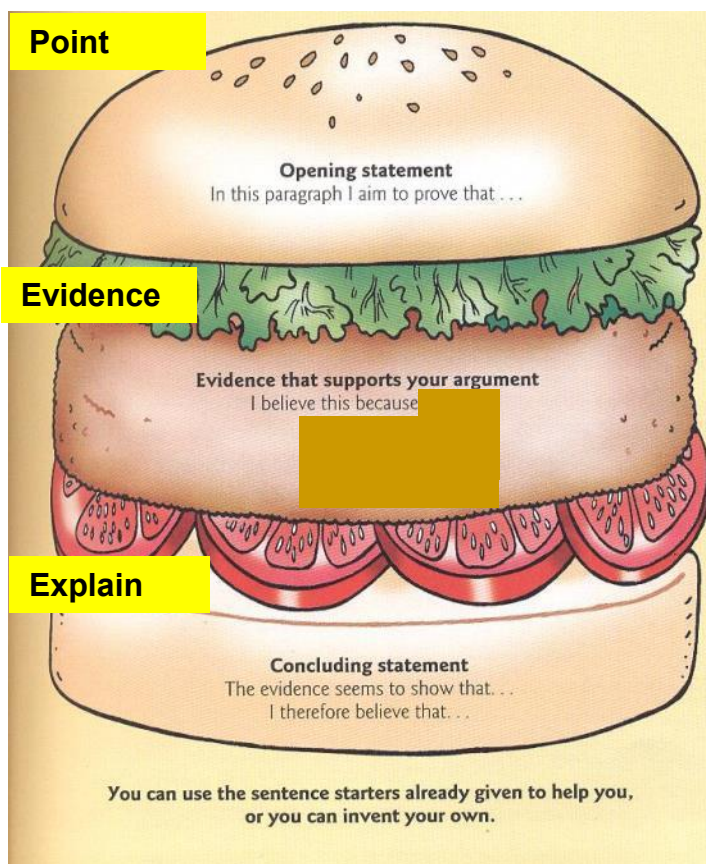 Point
Opening statement
In this paragraph I aim to prove that . . .
Evidence
Evidence that supports your argument
I believe this because
Explain
Concluding statement
The evidence seems to show that. . .
I therefore believe that. . .
You can use the sentence starters already given to help you,
or you can invent your own.